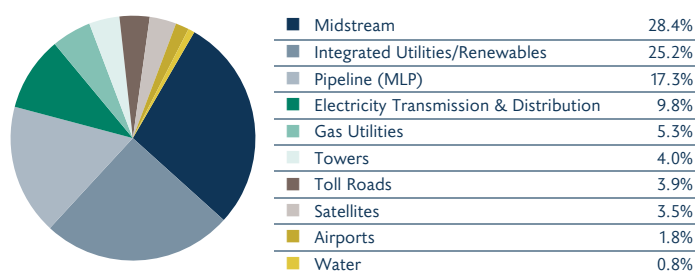 Midstream 28.4%
Integrated Utilities/Renewables 25.2%
Pipeline (MLP) 17.3%
Electricity Transmission & Distribution 9.8%
Gas Utilities 5.3%
Towers 4.0%
Toll Roads 3.9%
Satellites 3.5%
Airports 1.8%
Water 0.8%